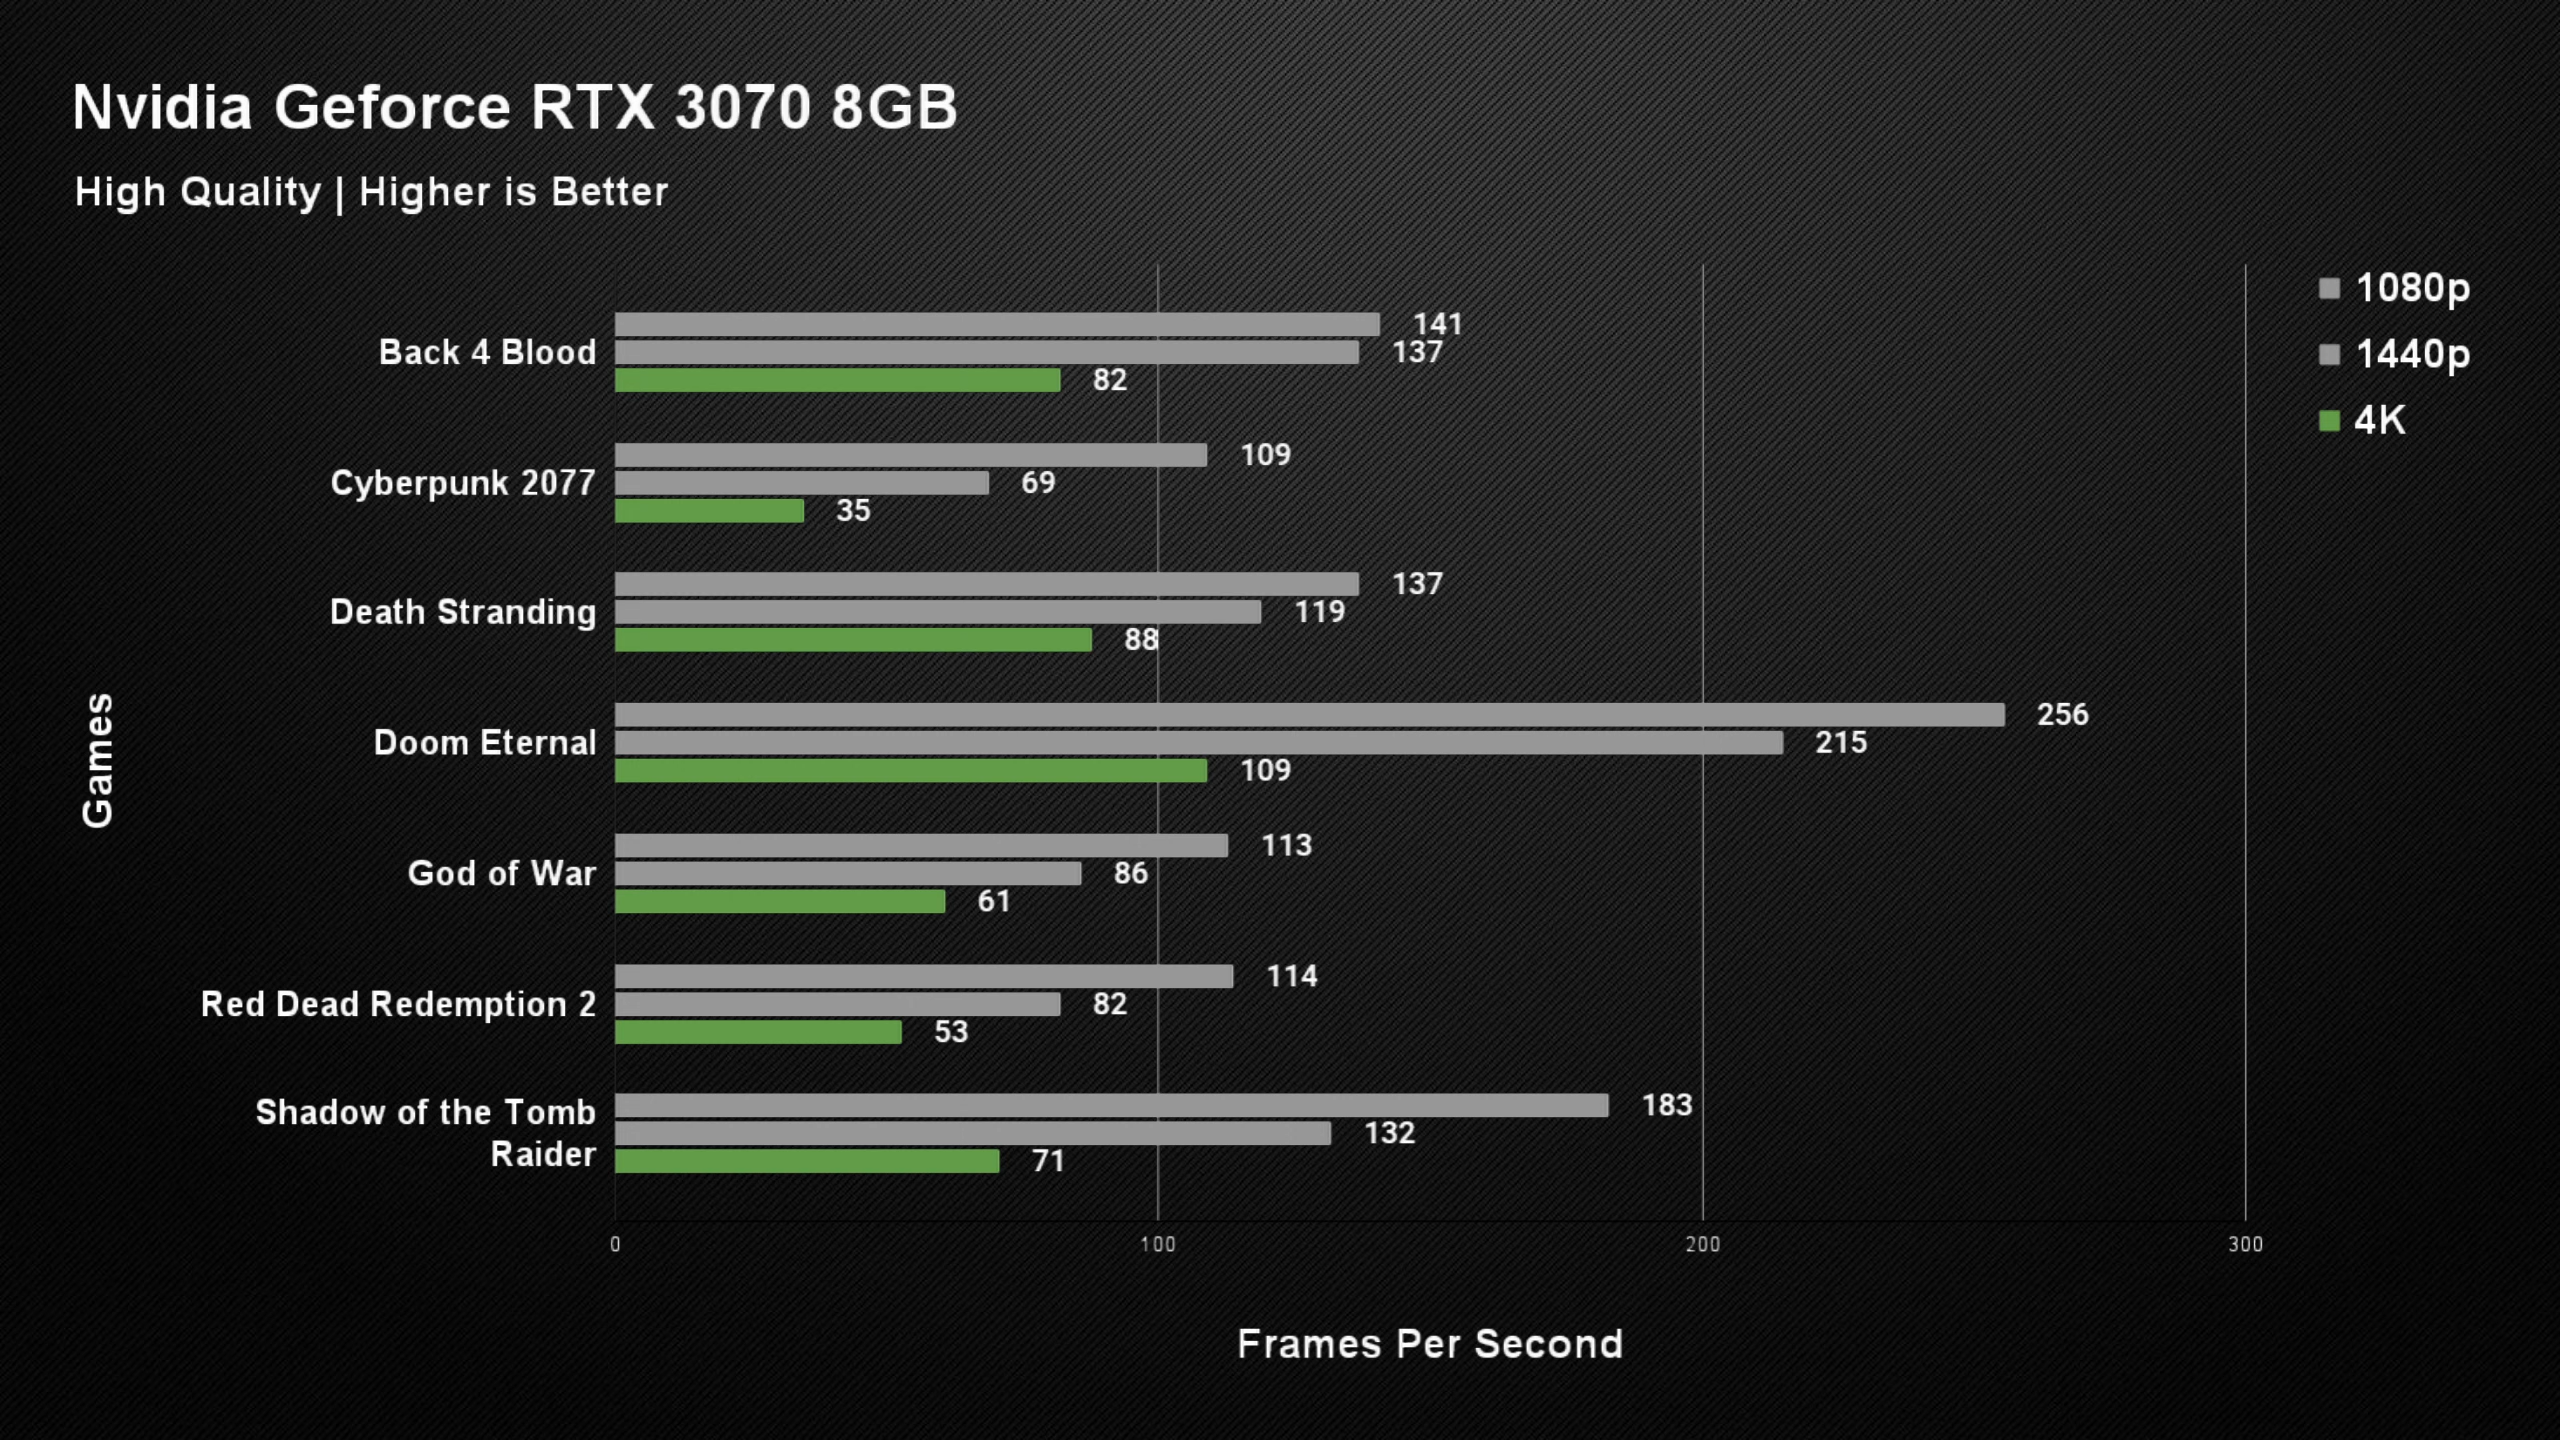 Nvidia Geforce RTX 3070 8GB
High Quality | Higher is Better
1080p
1440p
4K
Games
Back 4 Blood
141
137
82
Cyberpunk 2077
109
69
35
Death Stranding
137
119
88
Doom Eternal
256
215
109
God of War
113
86
61
Red Dead Redemption 2
114
82
53
Shadow of the Tomb
Raider
183
132
71
0 100 200 300
Frames Per Second